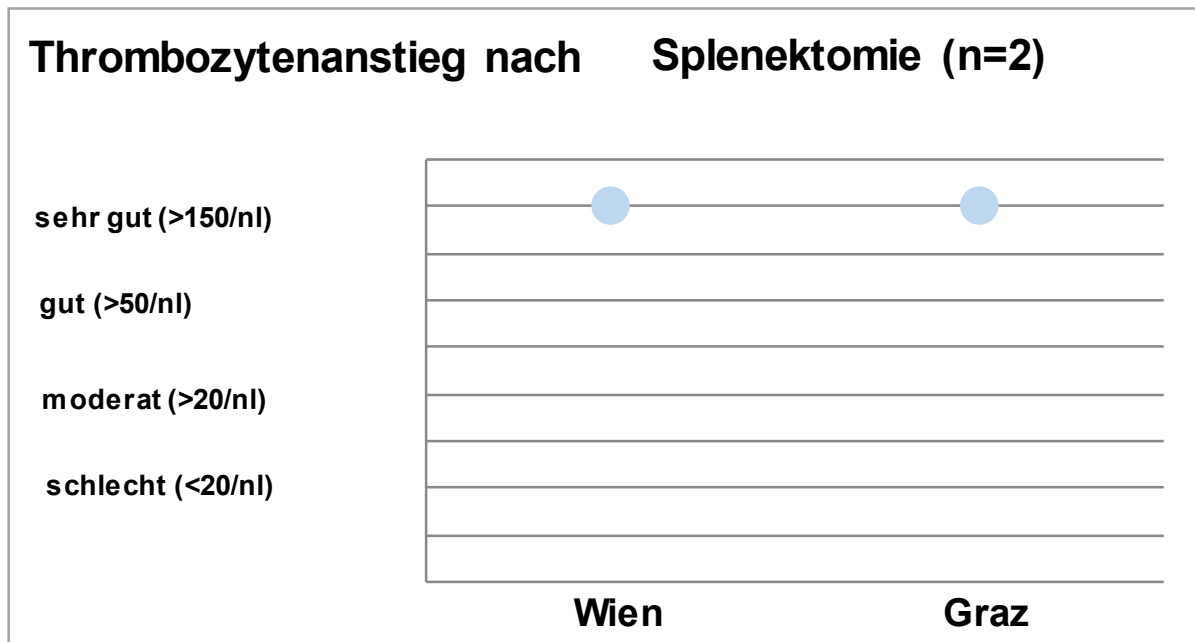 Thrombozytenanstieg nach Splenektomie (n=2)
sehr gut (>150/nl)
gut (>50/nl)
moderat (>20/nl)
schlecht (<20/nl)
Wien Graz